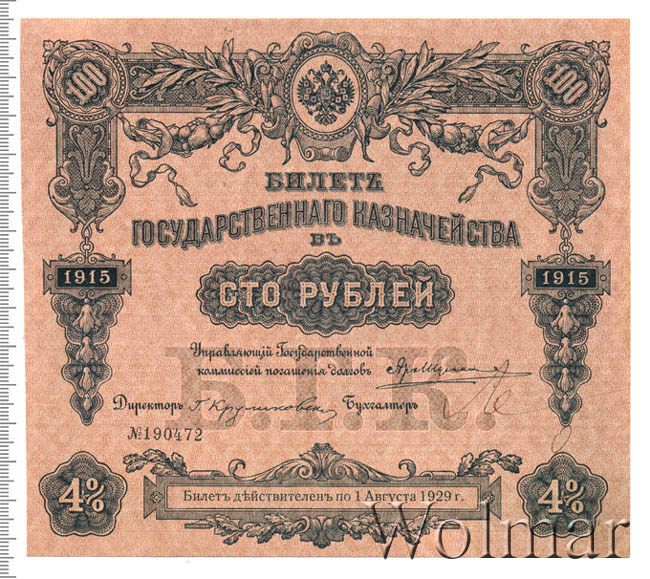 100 100
БИЛЕТЪ
ГОСУДАРСТВЕННАГО КАЗНАЧЕЙСТВА
ВЪ
1915 1915
СТО РУБЛЕЙ
Управляющій Государственной
коммиссіей погашенія долговъ
Директоръ Бухгалтеръ
№190472
Б.Г.К.
4% 4%
Билетъ дѣйствителенъ по 1 Августа 1929 г.
Wolmar